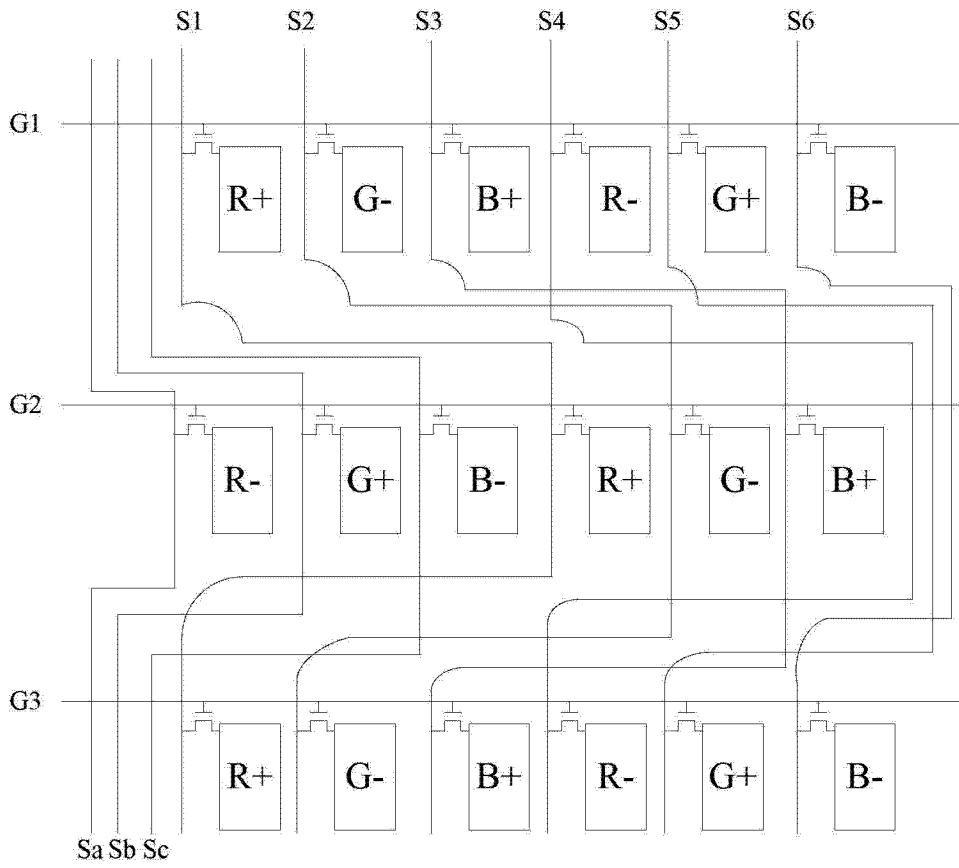 S1 S2 S3 S4 S5 S6
G1
R+ G- B+ R- G+ B-
G2
R- G+ B- R+ G- B+
G3
R+ G- B+ R- G+ B-
Sa Sb Sc